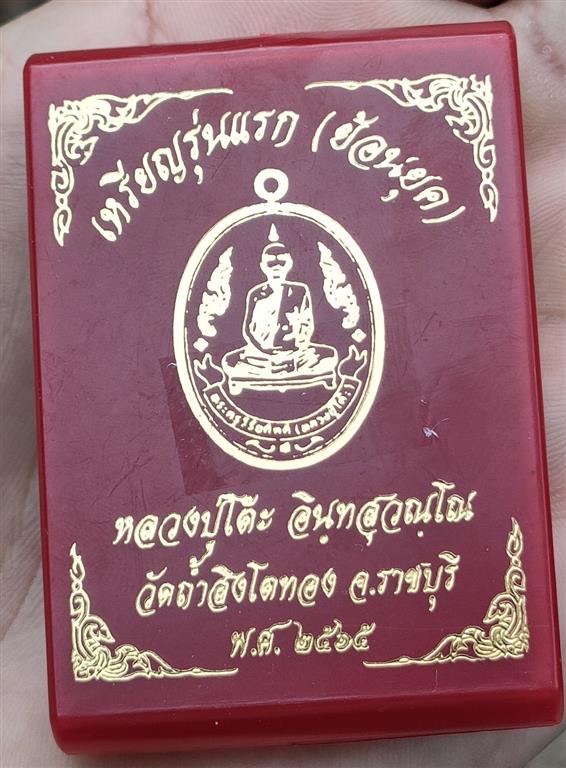 เหรียญรุ่นแรก (ย้อนยุค)
หลวงปู่โต๊ะ อินฺทสุวณฺโณ
วัดถ้ำสิงโตทอง จ.ราชบุรี
พ.ศ. ๒๕๖๕